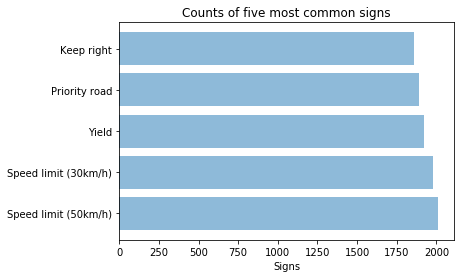 Counts of five most common signs
Keep right
Priority road
Yield
Speed limit (30km/h)
Speed limit (50km/h)
0 250 500 750 1000 1250 1500 1750 2000
Signs